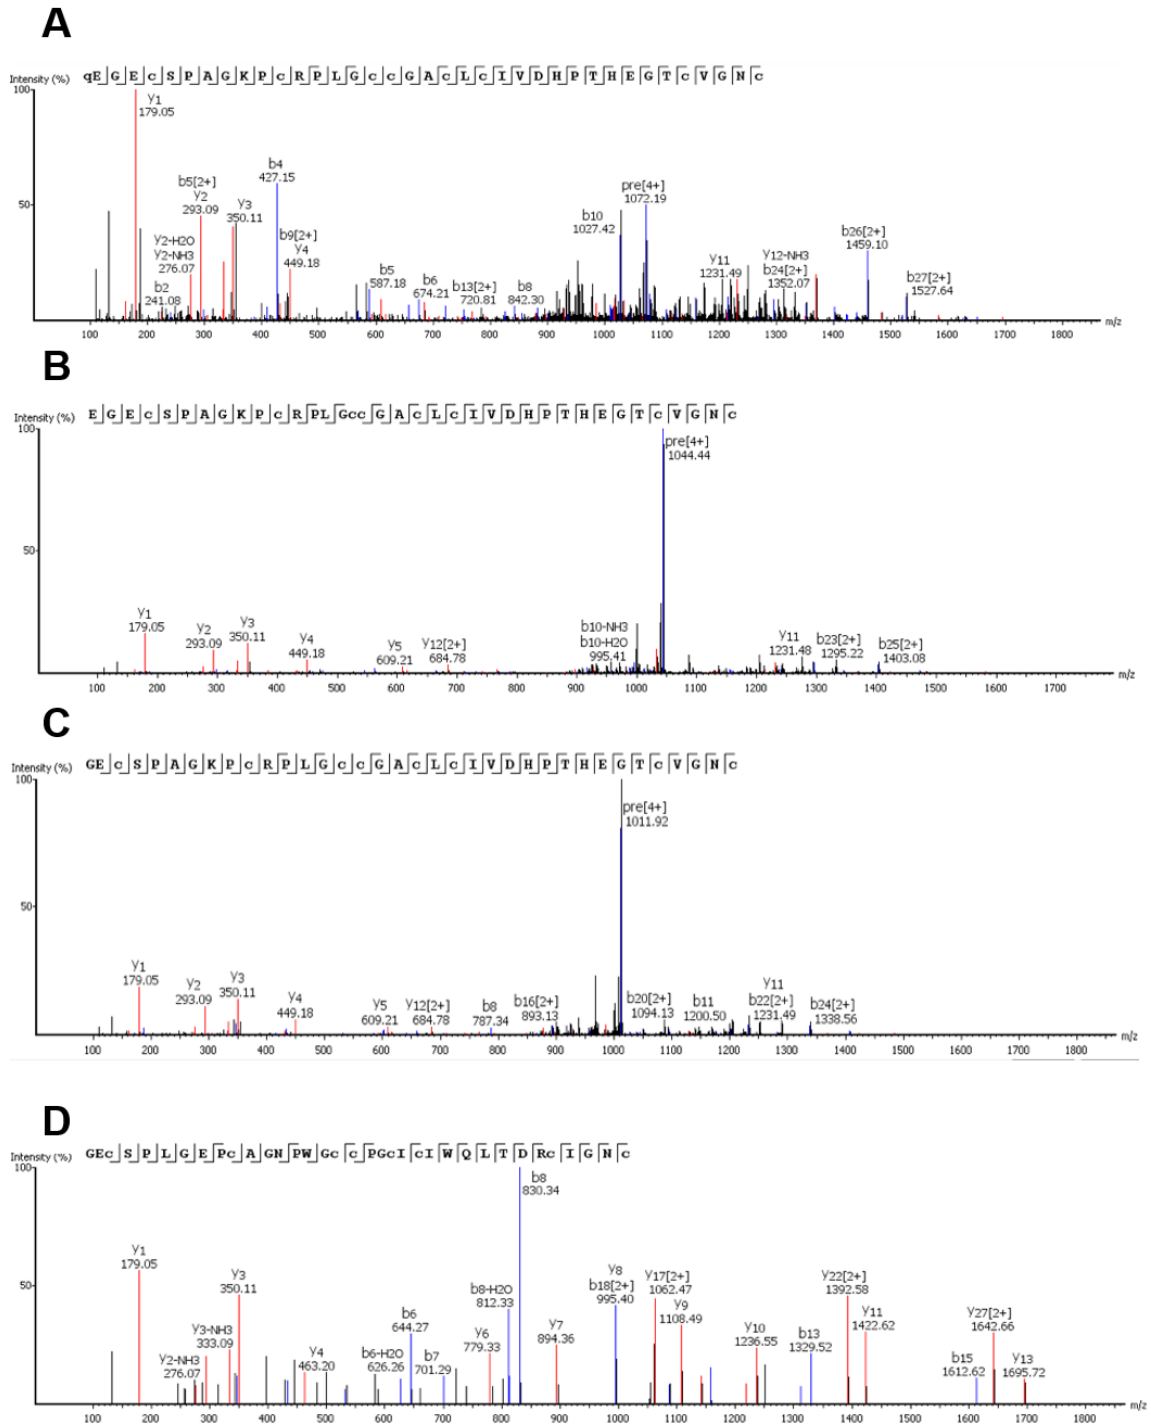 A
qEGECSPAGKPCRPLGCCGACLCIVDHPTHEGTCVGNC
Intensity (%)
100
50
y1
179.05
b5[2+]
y2
293.09
y3
350.11
y2-H2O
y2-NH3
276.07
b2
241.08
b4
427.15
b9[2+]
y4
449.18
b5
587.18
b6
674.21
b13[2+]
720.81
b8
842.30
b10
1027.42
pre[4+]
1072.19
y11
1231.49
y12-NH3
b24[2+]
1352.07
b26[2+]
1459.10
b27[2+]
1527.64
100 200 300 400 500 600 700 800 900 1000 1100 1200 1300 1400 1500 1600 1700 1800 m/z
B
EGECSPAGKPCRPLGccGACLCIVDHPTHEGTCVGNC
Intensity (%)
100
50
y1
179.05
y2
293.09
y3
350.11
y4
449.18
y5
609.21
y12[2+]
684.78
b10-NH3
b10-H2O
995.41
pre[4+]
1044.44
y11
1231.48
b23[2+]
1295.22
b25[2+]
1403.08
100 200 300 400 500 600 700 800 900 1000 1100 1200 1300 1400 1500 1600 1700 m/z
C
GECSPAGKPCRPLGCCGACLCIVDHPTHEGTCVGNC
Intensity (%)
100
50
y1
179.05
y2
293.09
y3
350.11
y4
449.18
y5
609.21
y12[2+]
684.78
b8
787.34
b16[2+]
893.13
pre[4+]
1011.92
b20[2+]
1094.13
b11
1200.50
y11
b22[2+]
1231.49
b24[2+]
1338.56
100 200 300 400 500 600 700 800 900 1000 1100 1200 1300 1400 1500 1600 1700 1800 m/z
D
GEcSPLGEPcAGNPWGccPGcIcIWQLTDRcIGNc
Intensity (%)
100
50
y1
179.05
y2-NH3
276.07
y3-NH3
333.09
y3
350.11
y4
463.20
b6-H2O
626.26
b6
644.27
b7
701.29
y6
779.33
b8-H2O
812.33
b8
830.34
y7
894.36
y8
b18[2+]
995.40
y17[2+]
1062.47
y9
1108.49
y10
1236.55
b13
1329.52
y22[2+]
1392.58
y11
1422.62
b15
1612.62
y27[2+]
1642.66
y13
1695.72
100 200 300 400 500 600 700 800 900 1000 1100 1200 1300 1400 1500 1600 1700 1800 m/z